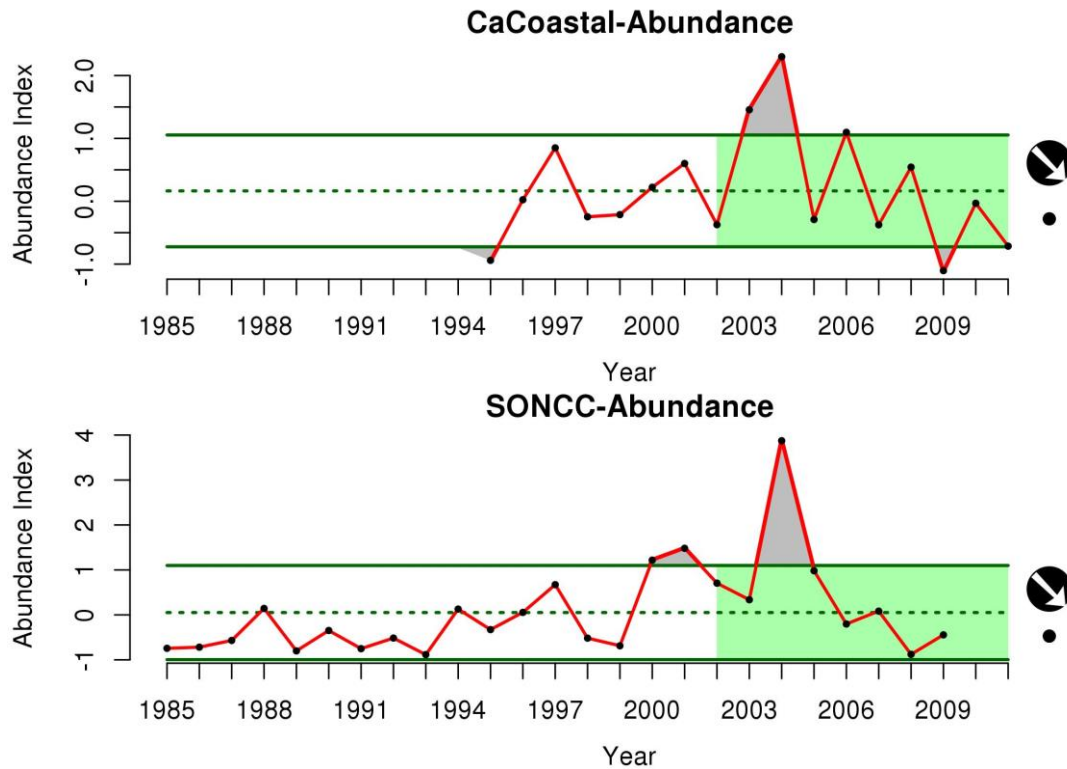 CaCoastal-Abundance
Abundance Index
2.0
1.0
0.0
-1.0
1985 1988 1991 1994 1997 2000 2003 2006 2009
Year
SONCC-Abundance
Abundance Index
4
3
2
1
0
-1
1985 1988 1991 1994 1997 2000 2003 2006 2009
Year